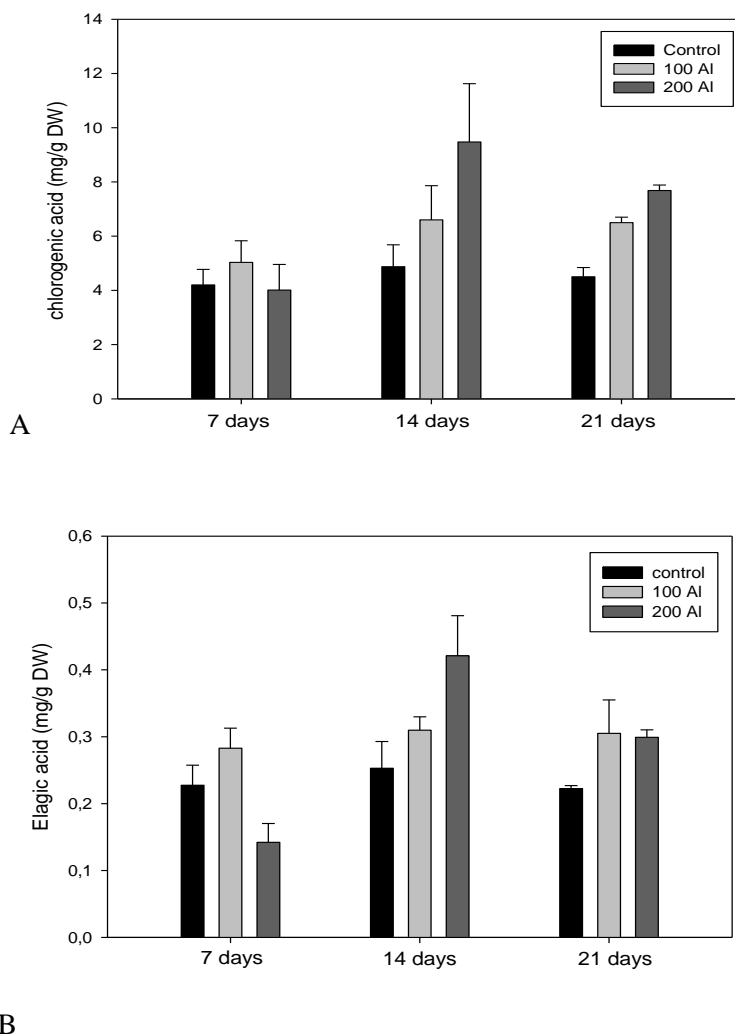 14
12
10
8
6
4
2
0
chlorogenic acid (mg/g DW)
Control
100 Al
200 Al
7 days
14 days
21 days
A
0,6
0,5
0,4
0,3
0,2
0,1
0,0
Elagic acid (mg/g DW)
control
100 Al
200 Al
7 days
14 days
21 days
B